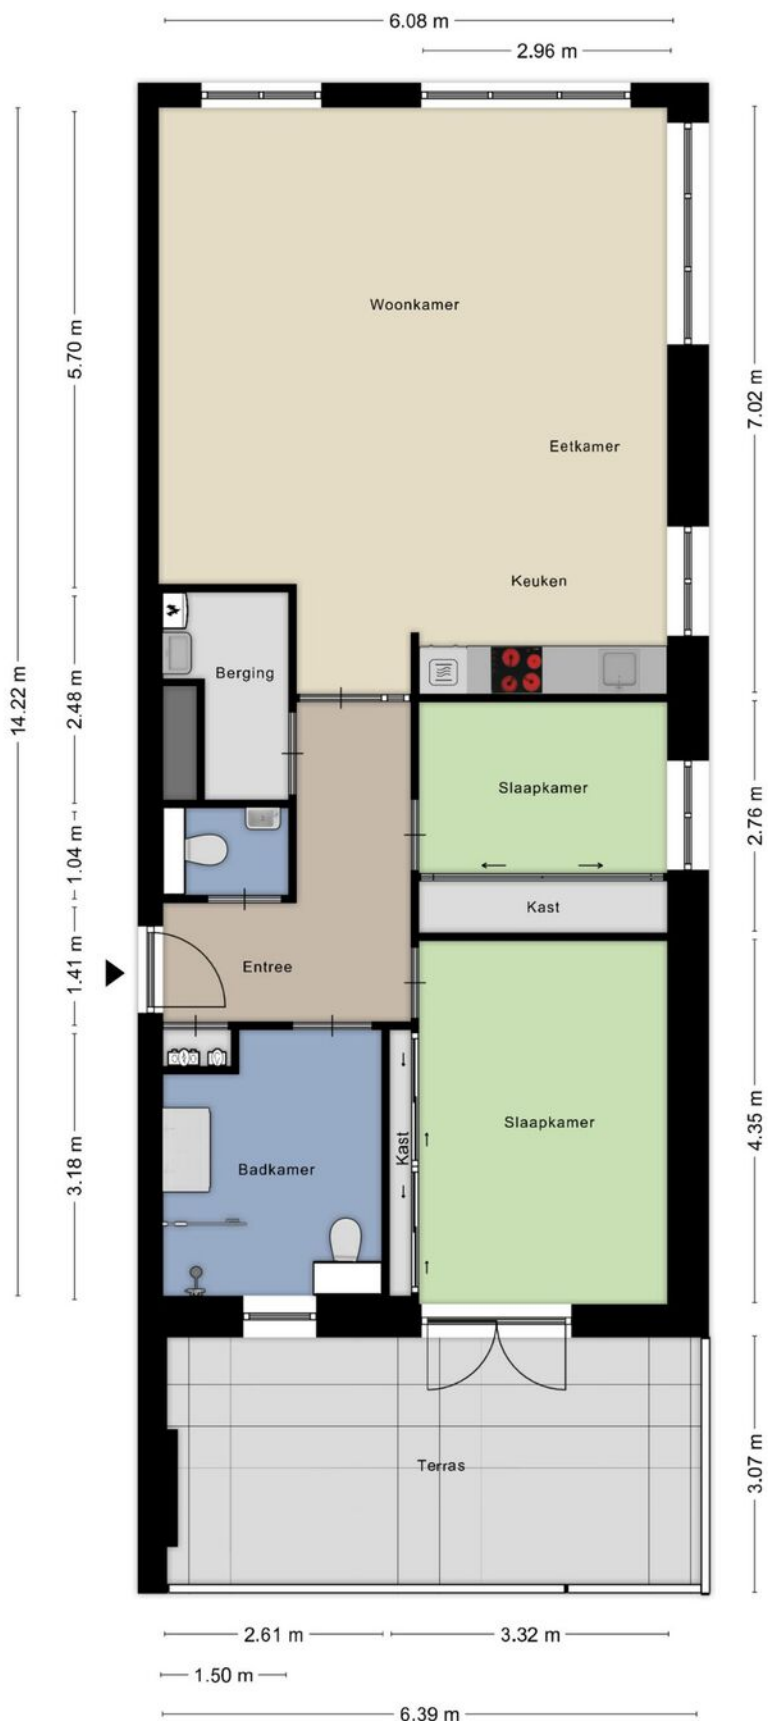 6.08 m
2.96 m
Woonkamer
5.70 m
7.02 m
Eetkamer
Keuken
Berging
14.22 m
2.48 m
Slaapkamer
2.76 m
1.04 m
Kast
1.41 m
Entree
Slaapkamer
4.35 m
Kast
3.18 m
Badkamer
Terras
3.07 m
2.61 m
3.32 m
1.50 m
6.39 m